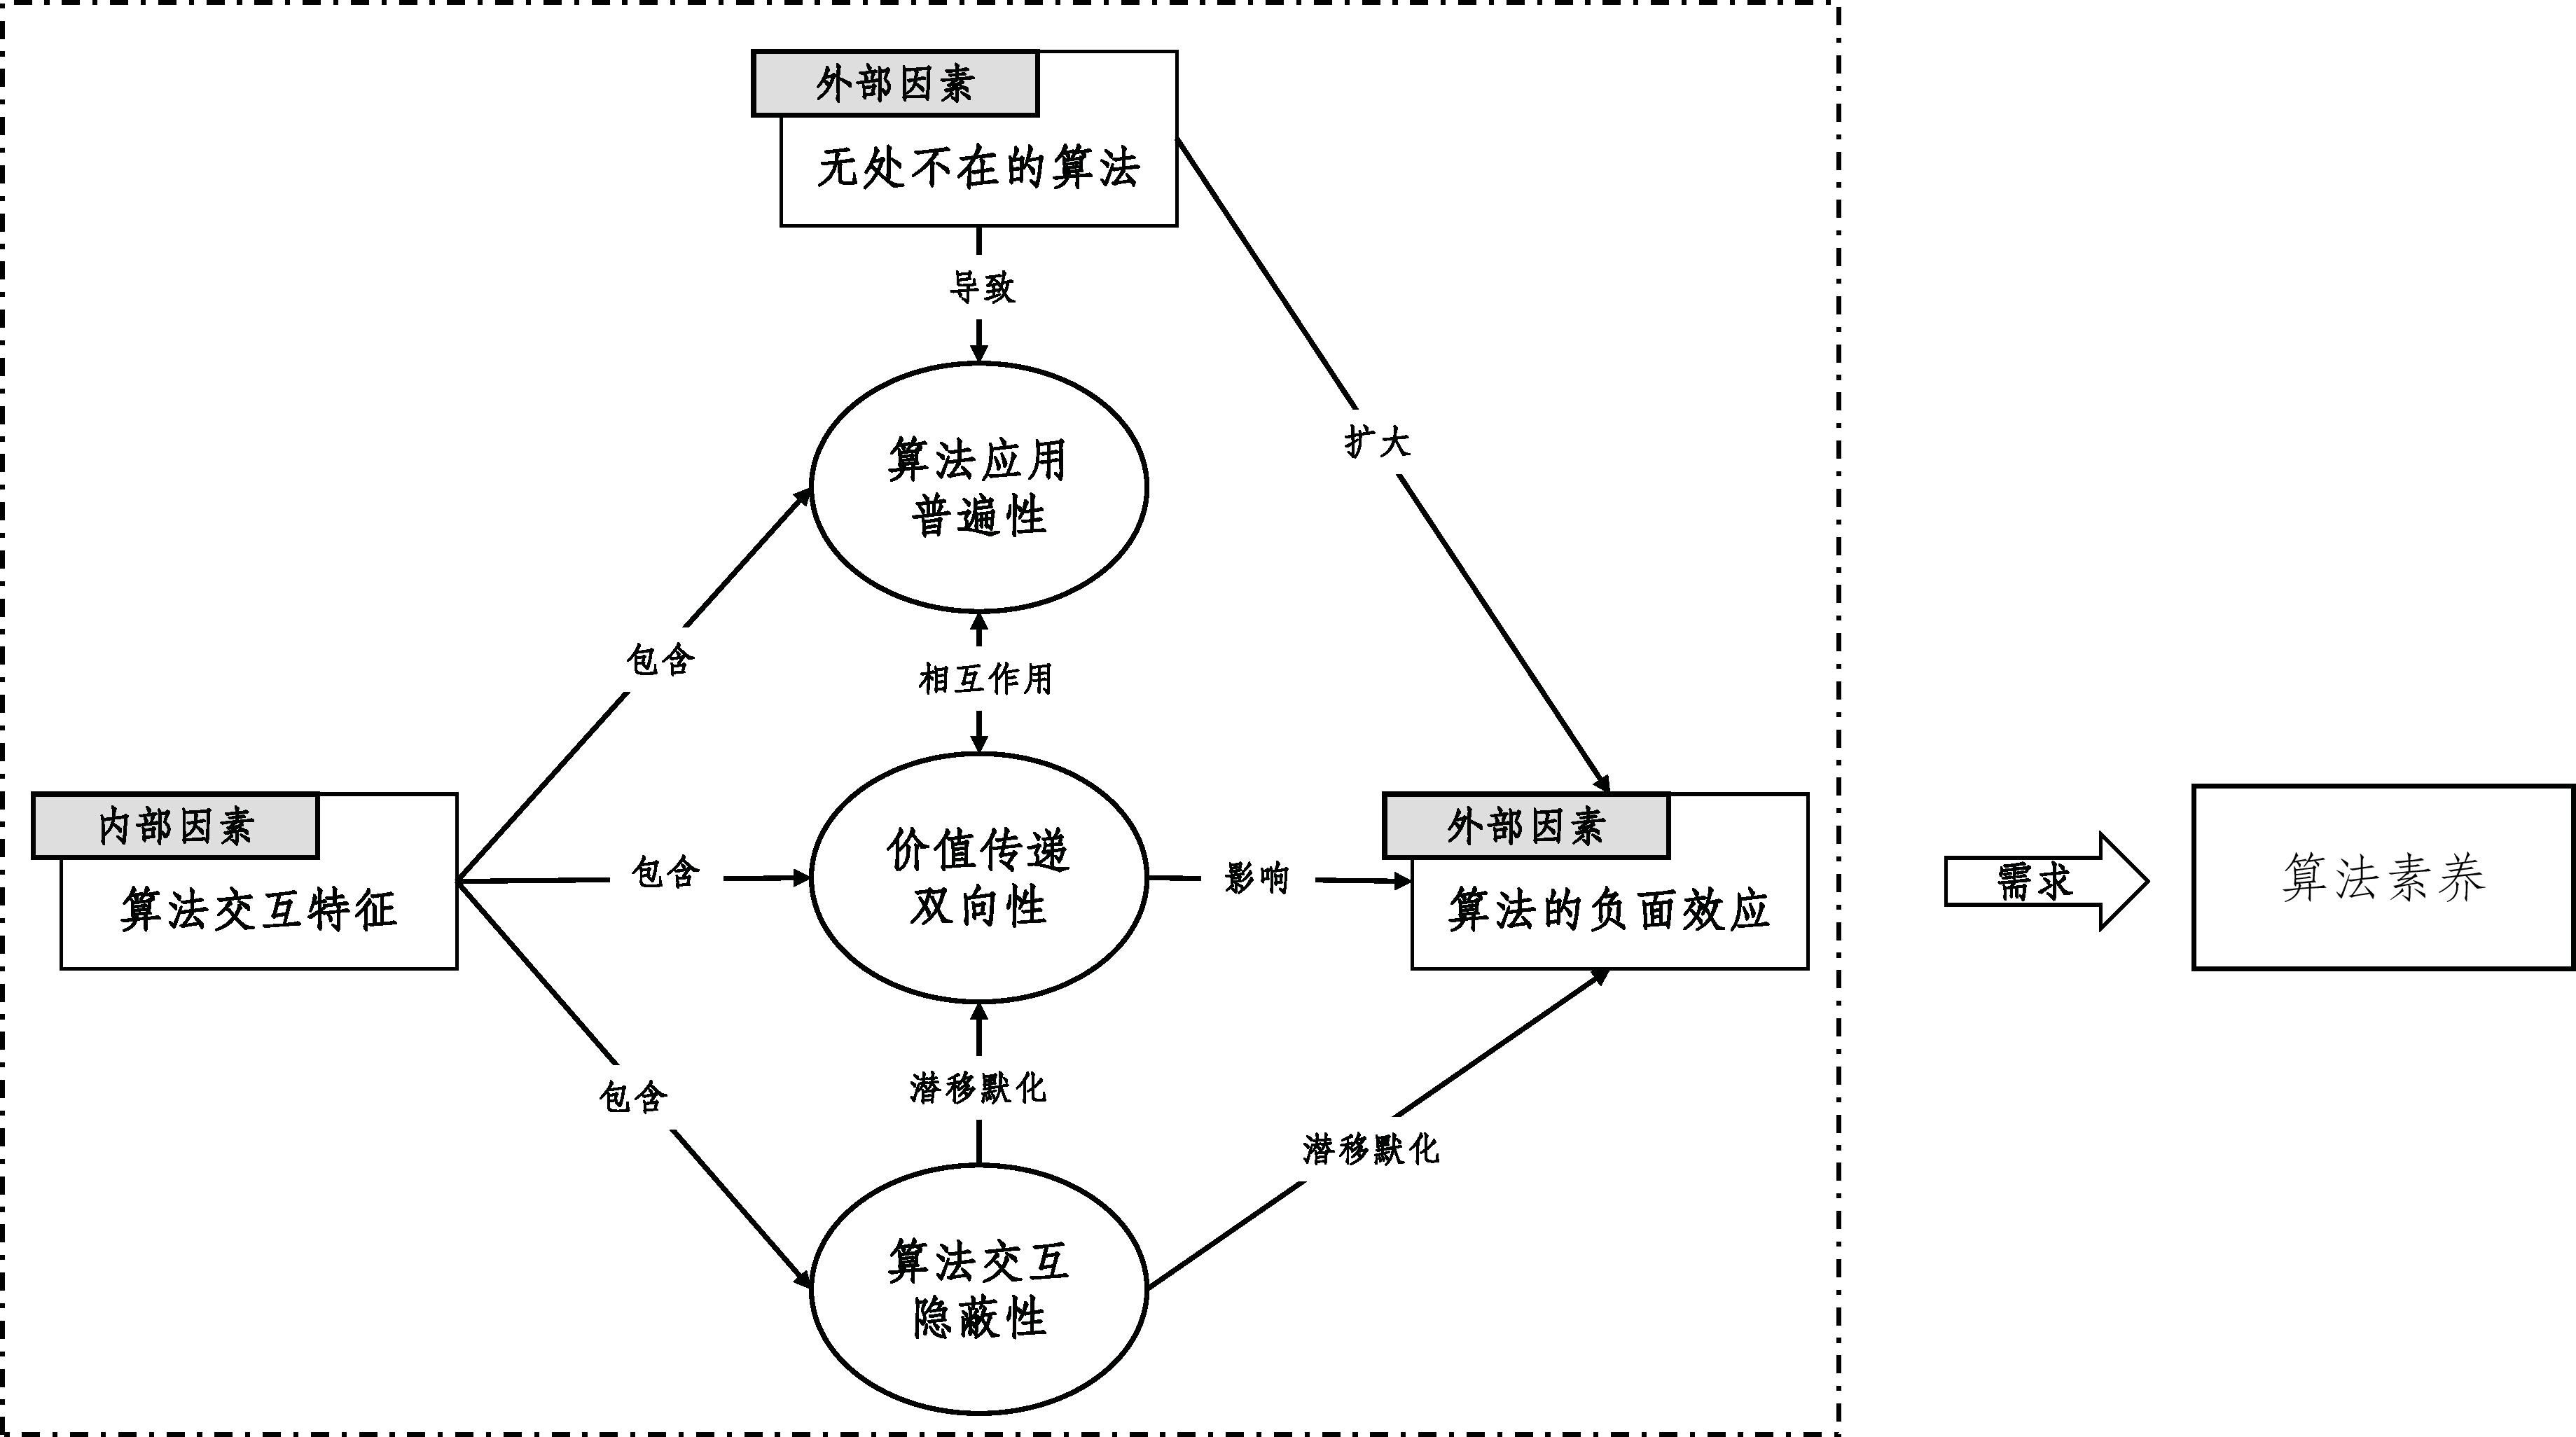 外部因素
无处不在的算法
导致
算法应用
普遍性
扩大
包含
相互作用
内部因素
算法交互特征
包含
价值传递
双向性
影响
外部因素
算法的负面效应
需求
算法素养
包含
潜移默化
潜移默化
算法交互
隐蔽性